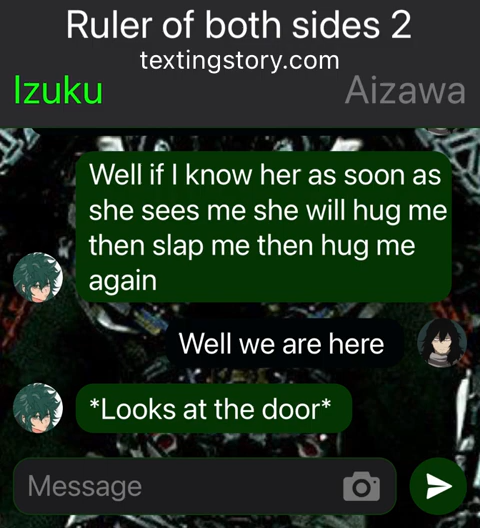 Ruler of both sides 2
textingstory.com
Izuku
Aizawa
Well if I know her as soon as
she sees me she will hug me
then slap me then hug me
again
Well we are here
*Looks at the door*
Message